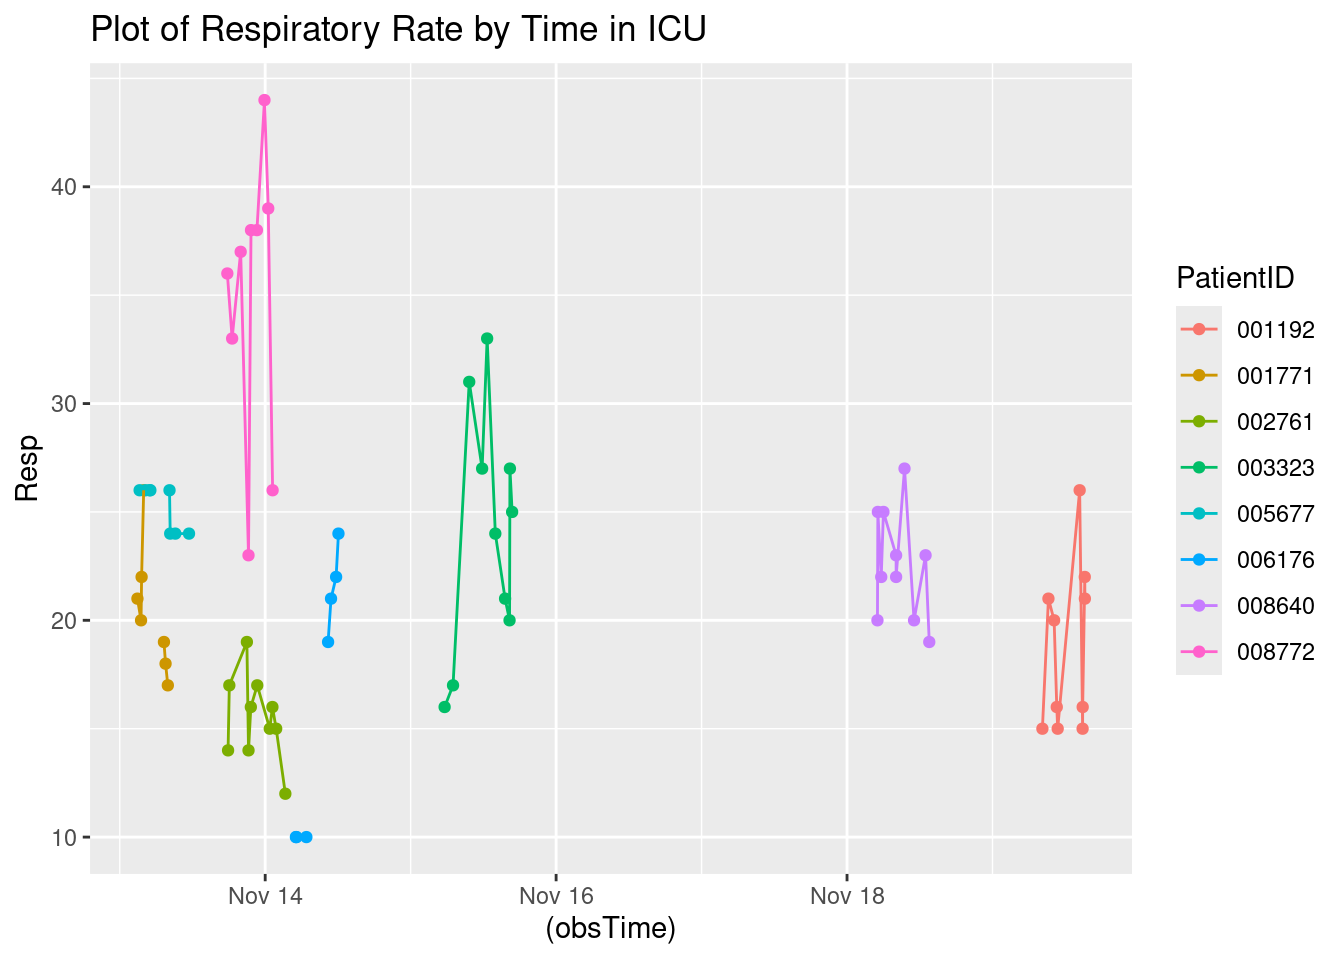 Plot of Respiratory Rate by Time in ICU
Resp
40
30
20
10
Nov 14
Nov 16
Nov 18
(obsTime)
PatientID
001192
001771
002761
003323
005677
006176
008640
008772